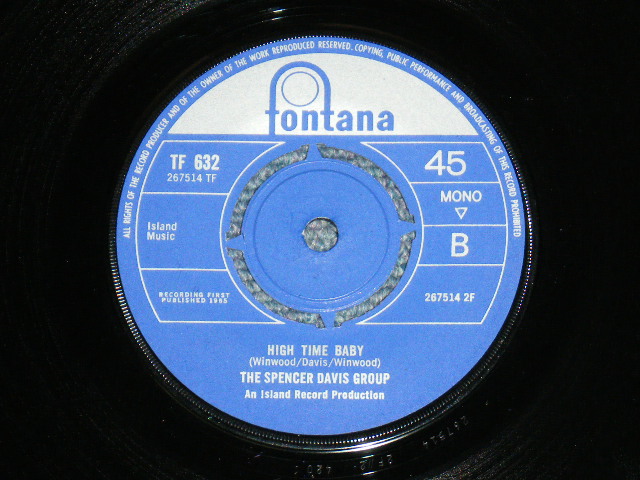 ALL RIGHTS OF THE RECORD PRODUCER AND OF THE OWNER OF THE WORK REPRODUCED RESERVED. COPYING, PUBLIC PERFORMANCE AND BROADCASTING OF THIS RECORD PROHIBITED
fontana
TF 632
267514 TF
45
MONO
Island
Music
B
RECORDING FIRST
PUBLISHED 1965
267514 2F
HIGH TIME BABY
(Winwood/Davis/Winwood)
THE SPENCER DAVIS GROUP
An Island Record Production